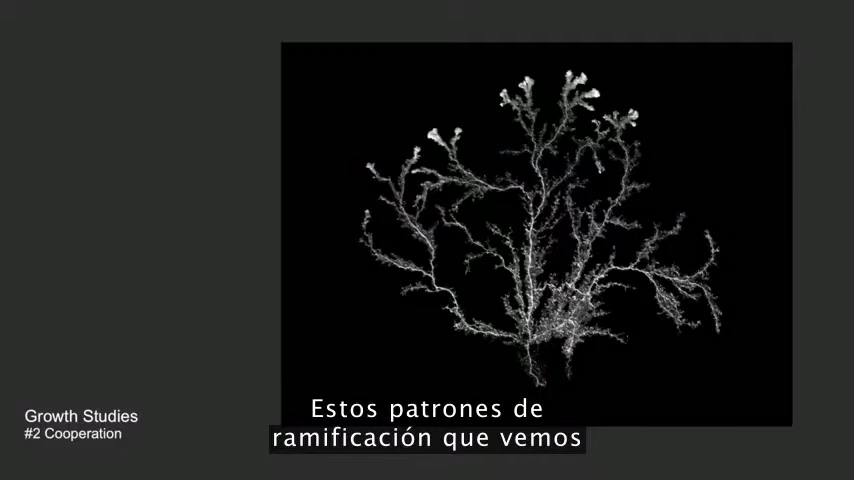 Growth Studies
#2 Cooperation
Estos patrones de
ramificación que vemos